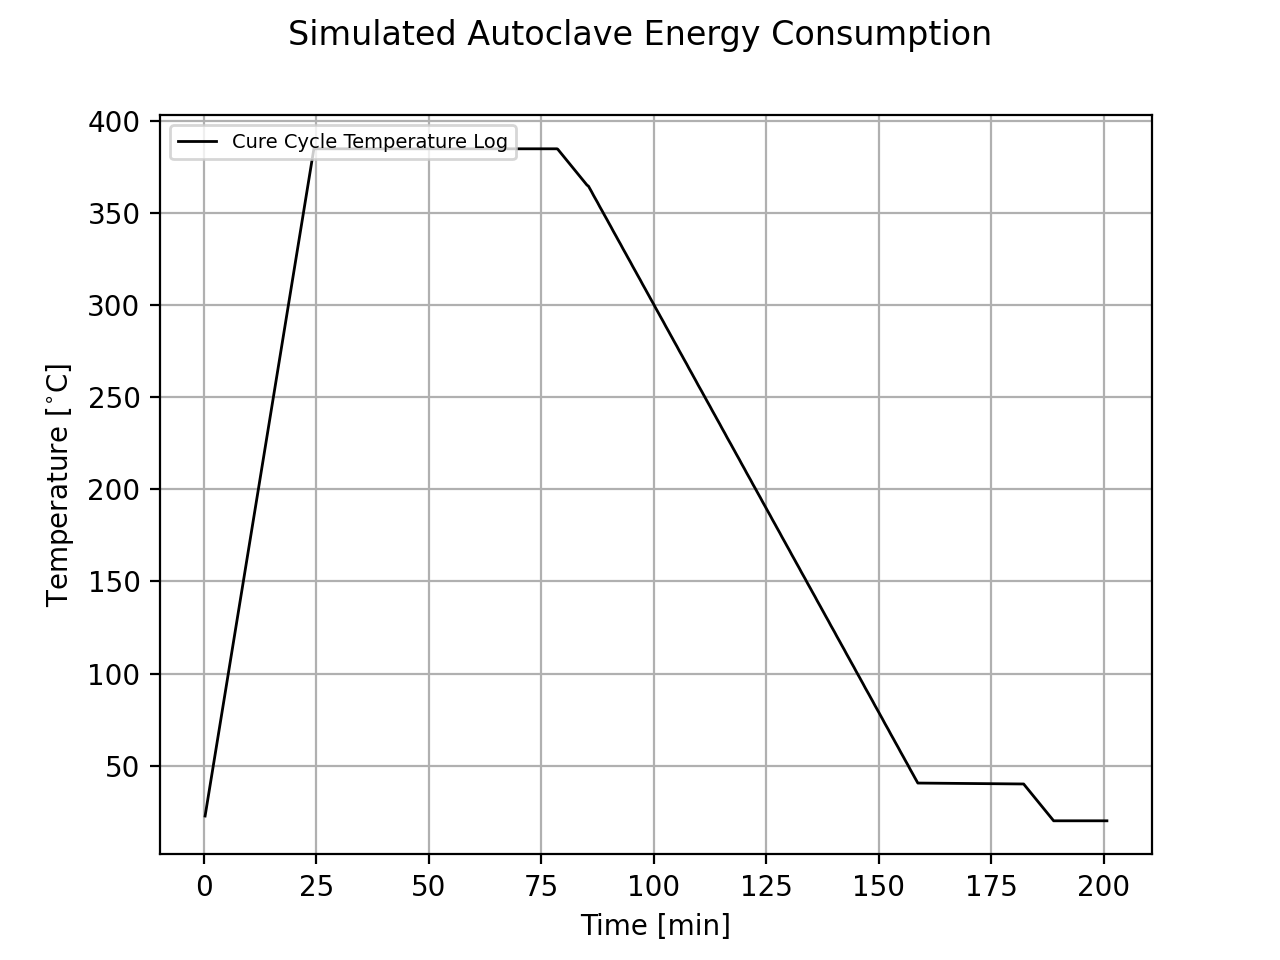 Simulated Autoclave Energy Consumption
Cure Cycle Temperature Log
400
350
300
250
200
150
100
50
Temperature [°C]
0 25 50 75 100 125 150 175 200
Time [min]